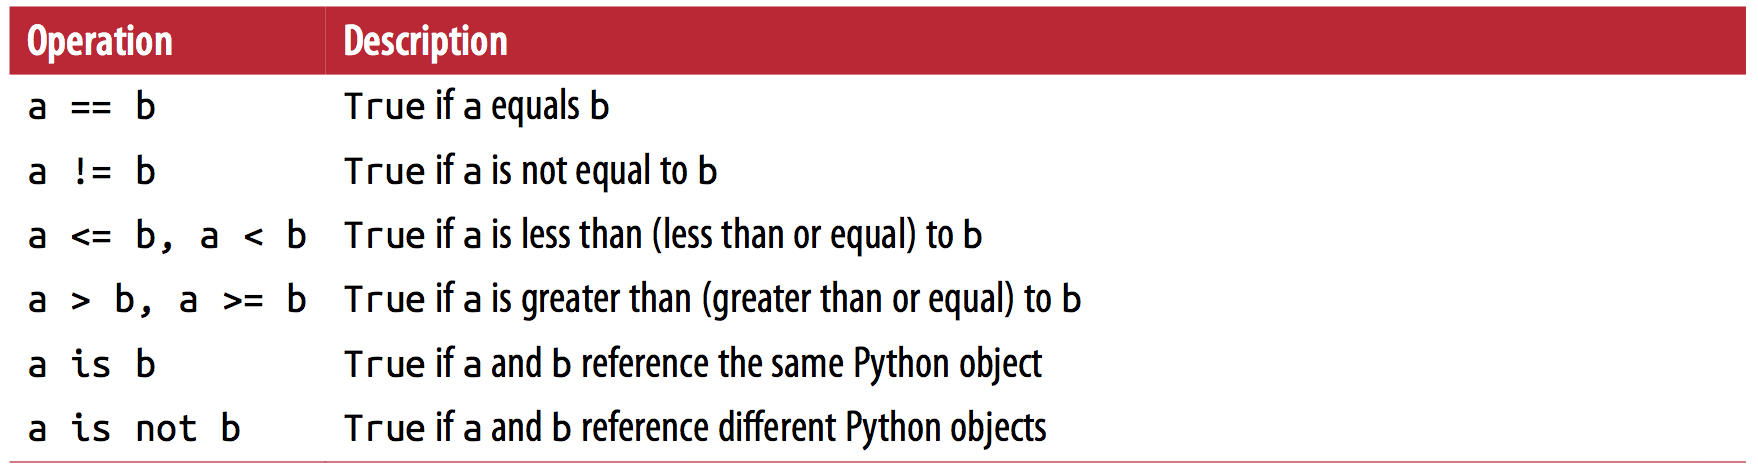 Operation Description
a == b True if a equals b
a != b True if a is not equal to b
a <= b, a < b True if a is less than (less than or equal) to b
a > b, a >= b True if a is greater than (greater than or equal) to b
a is b True if a and b reference the same Python object
a is not b True if a and b reference different Python objects